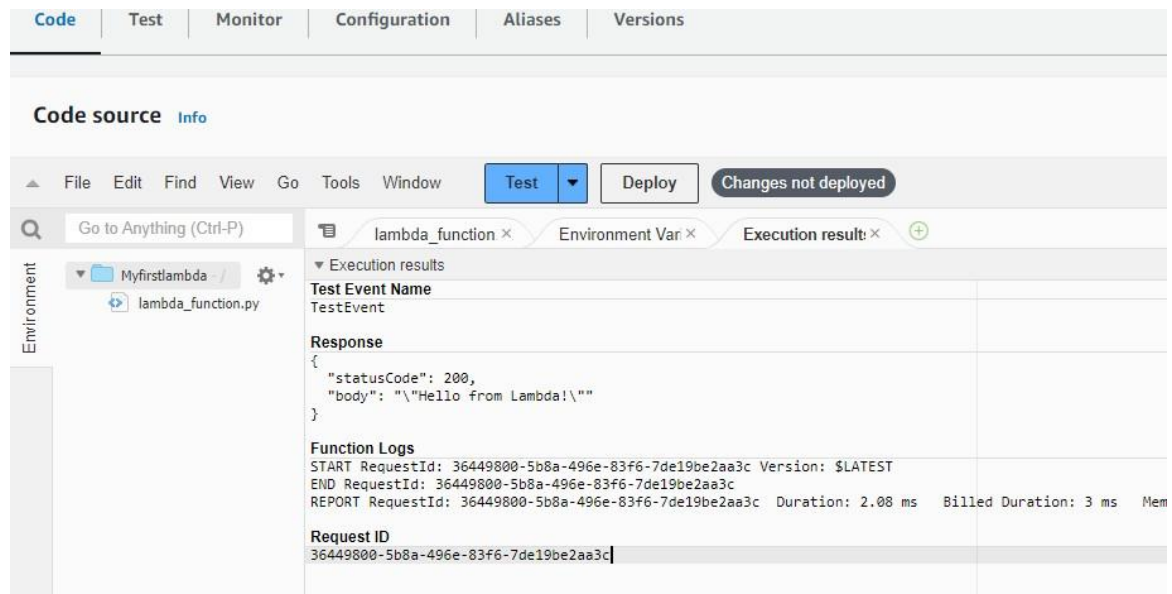 Code Test Monitor Configuration Aliases Versions
Code source Info
File Edit Find View Go Tools Window Test Deploy Changes not deployed
Go to Anything (Ctrl-P) lambda_function × Environment Vari × Execution result: ×
Environment
Myfirstlambda - /
lambda_function.py
Execution results
Test Event Name
TestEvent
Response
{
"statusCode": 200,
"body": "\"Hello from Lambda!\""
}
Function Logs
START RequestId: 36449800-5b8a-496e-83f6-7de19be2aa3c Version: $LATEST
END RequestId: 36449800-5b8a-496e-83f6-7de19be2aa3c
REPORT RequestId: 36449800-5b8a-496e-83f6-7de19be2aa3c Duration: 2.08 ms Billed Duration: 3 ms Mem
Request ID
36449800-5b8a-496e-83f6-7de19be2aa3c